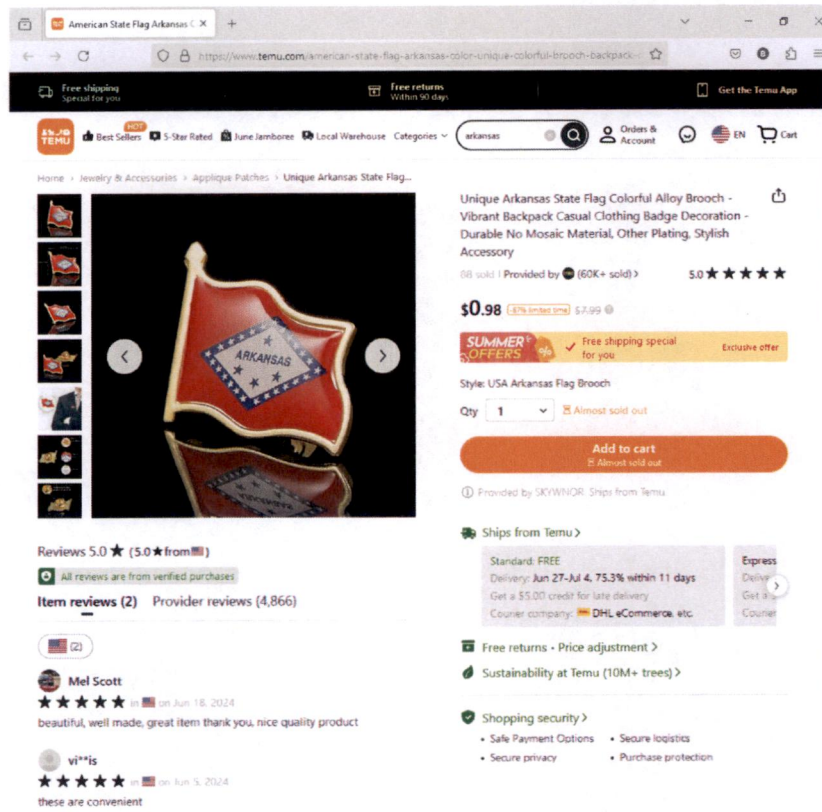 American State Flag Arkansas C
https://www.temu.com/american-state-flag-arkansas-color-unique-colorful-brooch-backpack-c
Free shipping
Special for you
Free returns
Within 90 days
Get the Temu App
TEMU
Best Sellers
HOT
5-Star Rated
June Jamboree
Local Warehouse
Categories
arkansas
Orders &
Account
EN
Cart
Home > Jewelry & Accessories > Applique Patches > Unique Arkansas State Flag...
Unique Arkansas State Flag Colorful Alloy Brooch -
Vibrant Backpack Casual Clothing Badge Decoration -
Durable No Mosaic Material, Other Plating, Stylish
Accessory
88 sold | Provided by (60K+ sold) >
5.0 ★★★★★
$0.98 -87% limited time $7.99
SUMMER
OFFERS
%
Free shipping special
for you
Exclusive offer
Style: USA Arkansas Flag Brooch
Qty 1 Almost sold out
Add to cart
Almost sold out
Provided by SKYWNOR. Ships from Temu.
ARKANSAS
Ships from Temu >
Standard: FREE
Delivery: Jun 27-Jul 4, 75.3% within 11 days
Get a $5.00 credit for late delivery
Courier company: DHL eCommerce, etc.
Express
Delive
Get a
Courier
Free returns • Price adjustment >
Sustainability at Temu (10M+ trees) >
Shopping security >
• Safe Payment Options • Secure logistics
• Secure privacy • Purchase protection
Reviews 5.0 ★ (5.0★from )
All reviews are from verified purchases
Item reviews (2) Provider reviews (4,866)
(2)
Mel Scott
★★★★★ in on Jun 18, 2024
beautiful, well made, great item thank you, nice quality product
vi**is
★★★★★ in on Jun 5, 2024
these are convenient